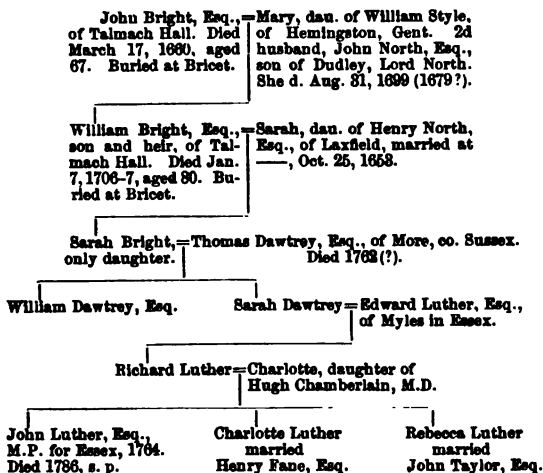 John Bright, Esq.,=Mary, dau. of William Style,
of Talmach Hall. Died of Hemingston, Gent. 2d
March 17, 1660, aged husband, John North, Esq.,
67. Buried at Bricet. son of Dudley, Lord North.
She d. Aug. 31, 1699 (1679?).
William Bright, Esq.,=Sarah, dau. of Henry North,
son and heir, of Tal- Esq., of Laxfield, married at
mach Hall. Died Jan. ——, Oct. 25, 1653.
7, 1706-7, aged 80. Bu-
ried at Bricet.
Sarah Bright,=Thomas Dawtrey, Esq., of More, co. Sussex.
only daughter. Died 1762(?).
William Dawtrey, Esq. Sarah Dawtrey=Edward Luther, Esq.,
of Myles in Essex.
Richard Luther=Charlotte, daughter of
Hugh Chamberlain, M.D.
John Luther, Esq., Charlotte Luther Rebecca Luther
M.P. for Essex, 1764. married married
Died 1786, s. p. Henry Fane, Esq. John Taylor, Esq.